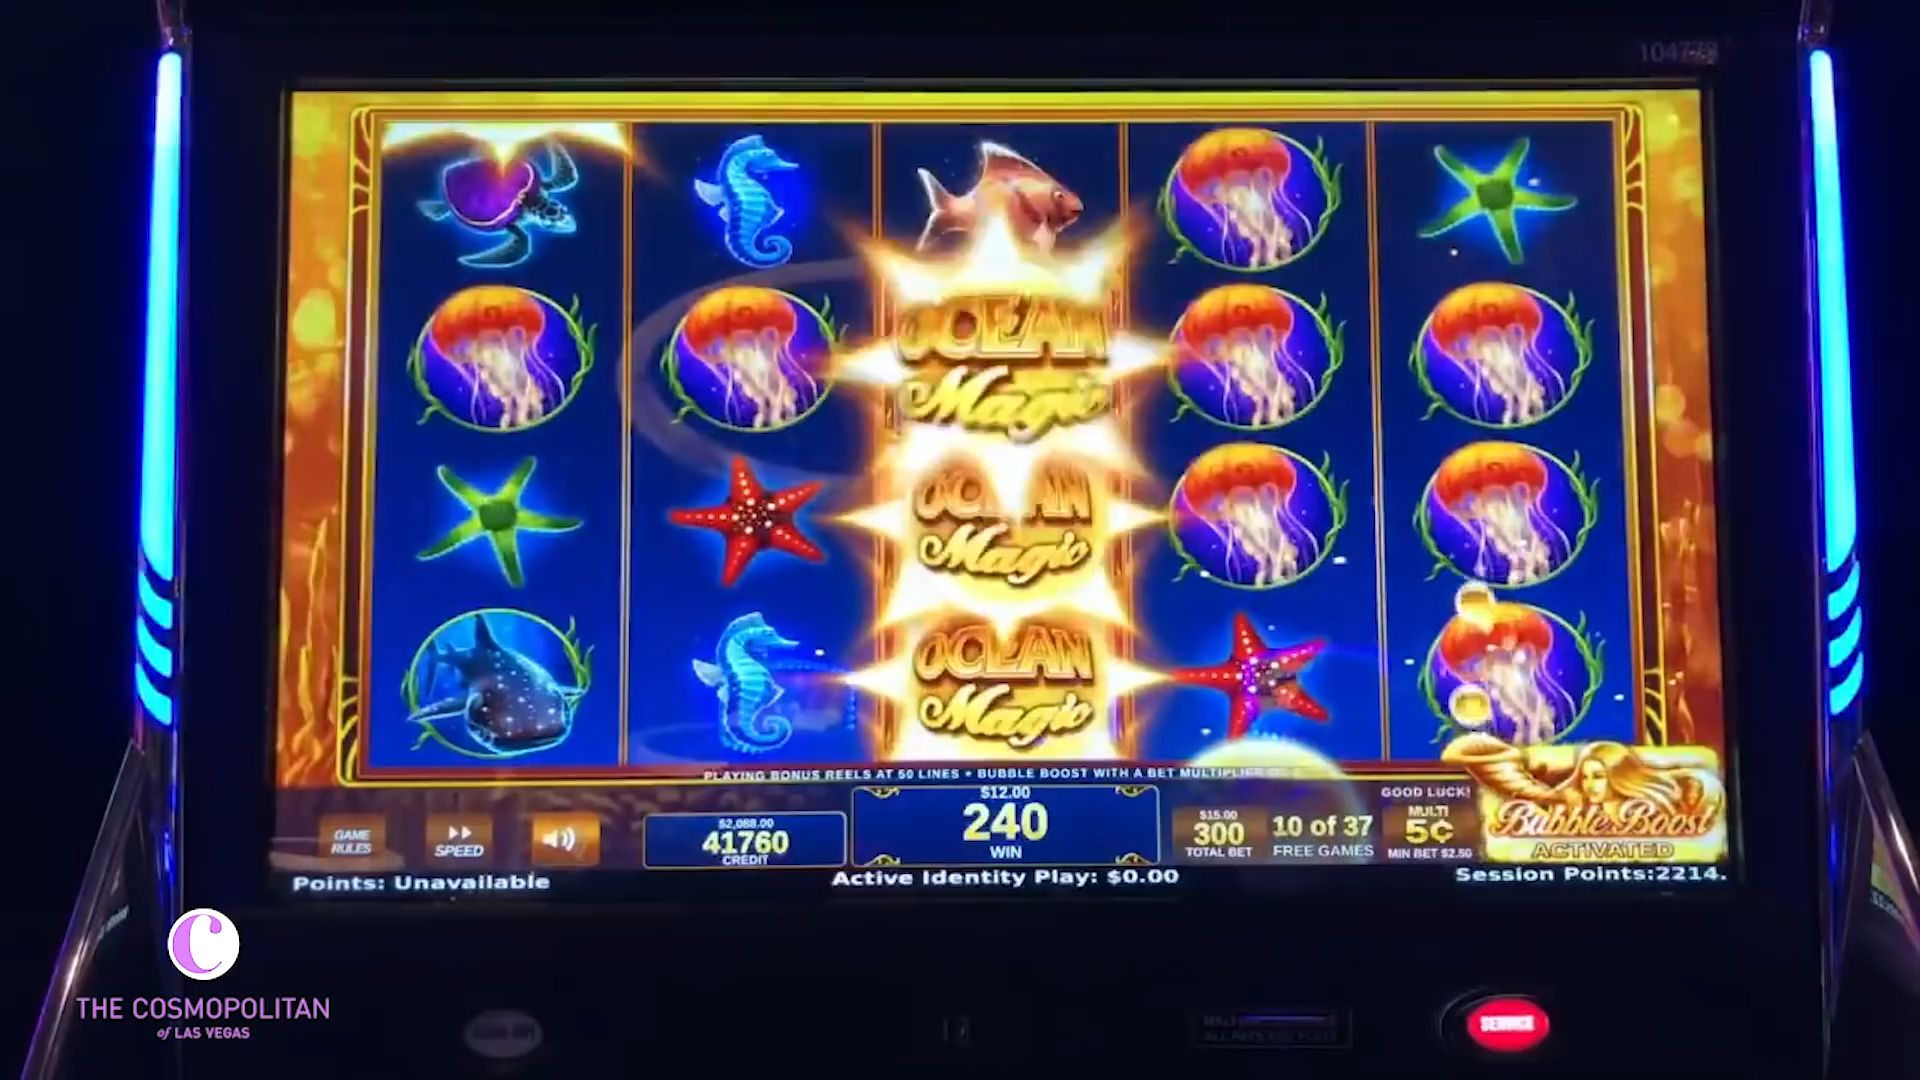 OCEAN
Magic
OCEAN
Magic
OCEAN
Magic
PLAYING BONUS REELS AT 50 LINES • BUBBLE BOOST WITH A BET MULTIPLIER
GAME
RULES
SPEED
$2,088.00
41760
CREDIT
$12.00
240
WIN
$15.00
300
TOTAL BET
10 of 37
FREE GAMES
GOOD LUCK!
MULTI
5¢
MIN BET $2.50
Bubble Boost
ACTIVATED
Points: Unavailable
Active Identity Play: $0.00
Session Points:2214.
C
THE COSMOPOLITAN
of LAS VEGAS
SERVICE